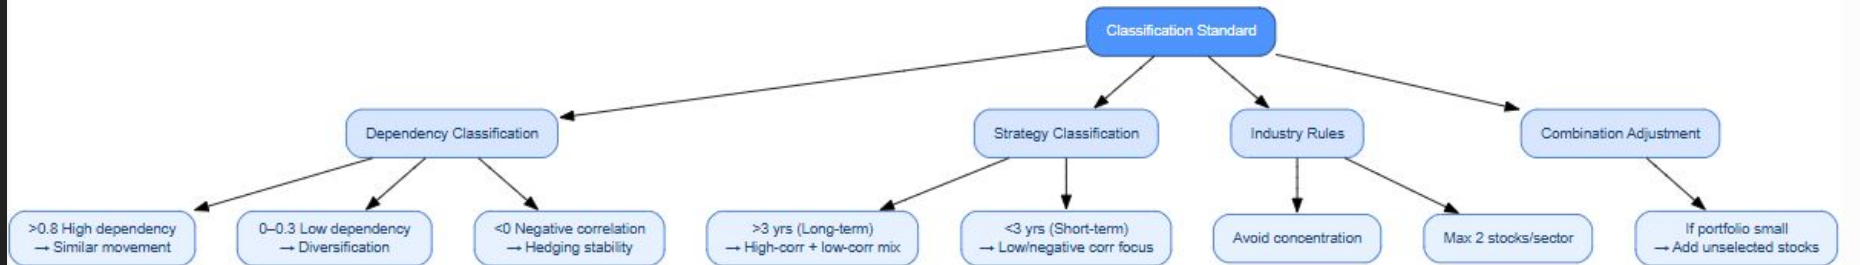 Classification Standard
Dependency Classification
Strategy Classification
Industry Rules
Combination Adjustment
>0.8 High dependency
→ Similar movement
0–0.3 Low dependency
→ Diversification
<0 Negative correlation
→ Hedging stability
>3 yrs (Long-term)
→ High-corr + low-corr mix
<3 yrs (Short-term)
→ Low/negative corr focus
Avoid concentration
Max 2 stocks/sector
If portfolio small
→ Add unselected stocks